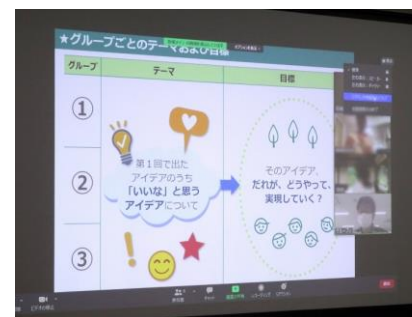 ★グループごとのテーマおよび目標
グループ
テーマ
目標
①
②
③
第1回で出た
アイデアのうち
「いいな」と思う
アイデアについて
そのアイデア、
だれが、どうやって、
実現していく?